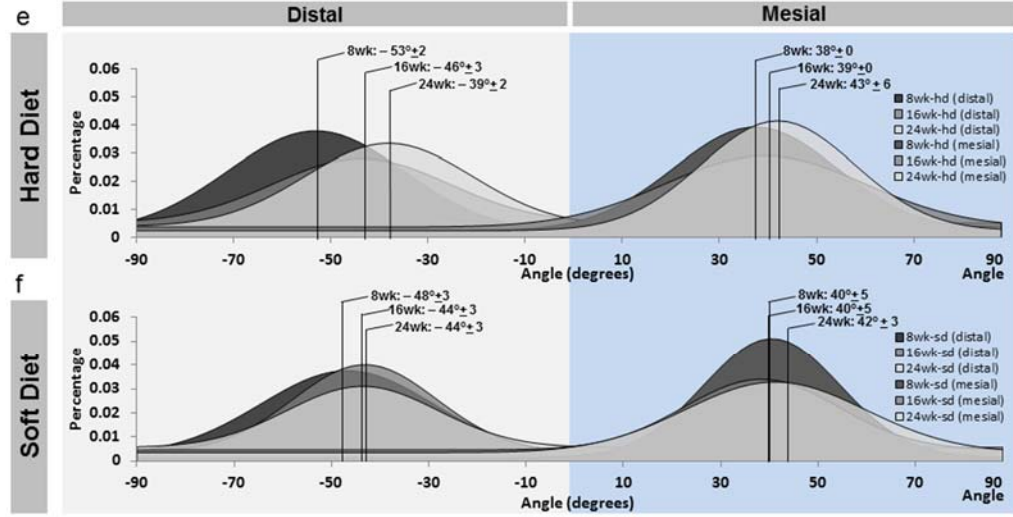 e
Distal
Mesial
Hard Diet
Percentage
0.06
0.05
0.04
0.03
0.02
0.01
0
8wk: – 53º±2
16wk: – 46º± 3
24wk: – 39º± 2
8wk: 38º± 0
16wk: 39º±0
24wk: 43º ± 6
8wk-hd (distal)
16wk-hd (distal)
24wk-hd (distal)
8wk-hd (mesial)
16wk-hd (mesial)
24wk-hd (mesial)
-90 -70 -50 -30 -10 10 30 50 70 90
Angle (degrees)
Angle
f
Soft Diet
Percentage
0.06
0.05
0.04
0.03
0.02
0.01
0
8wk: – 48º±3
16wk: – 44º± 3
24wk: – 44º± 3
8wk: 40º± 5
16wk: 40º±5
24wk: 42º ± 3
8wk-sd (distal)
16wk-sd (distal)
24wk-sd (distal)
8wk-sd (mesial)
16wk-sd (mesial)
24wk-sd (mesial)
-90 -70 -50 -30 -10 10 30 50 70 90
Angle (degrees)
Angle